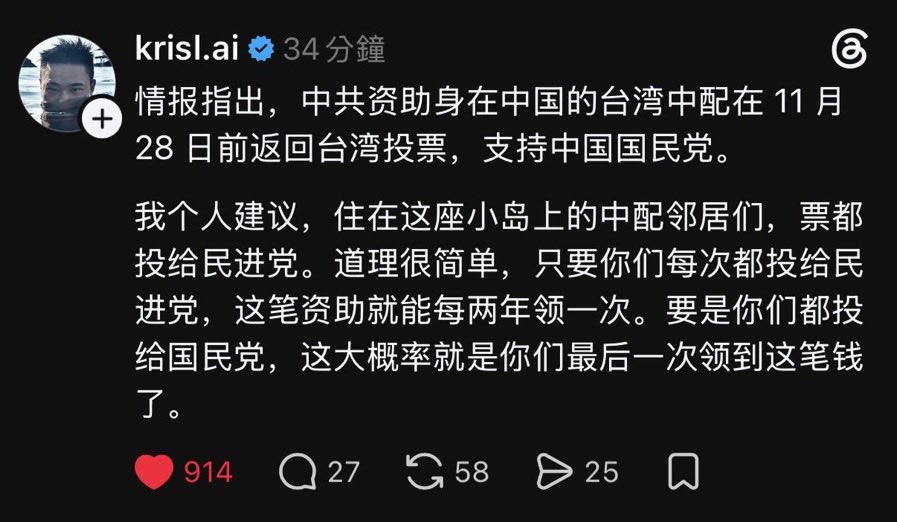 krisl.ai 34分鐘
情报指出，中共资助身在中国的台湾中配在 11 月
28 日前返回台湾投票，支持中国国民党。
我个人建议，住在这座小岛上的中配邻居们，票都
投给民进党。道理很简单，只要你们每次都投给民
进党，这笔资助就能每两年领一次。要是你们都投
给国民党，这大概率就是你们最后一次领到这笔钱
了。
914 27 58 25